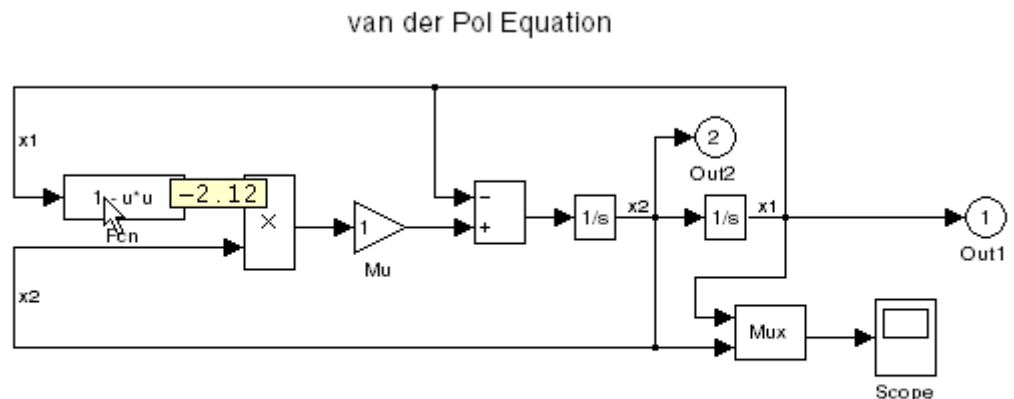 van der Pol Equation
x1
1 - u*u
-2.12
Fcn
×
1
Mu
−
+
1/s
x2
2
Out2
1/s
x1
1
Out1
x2
Mux
Scope